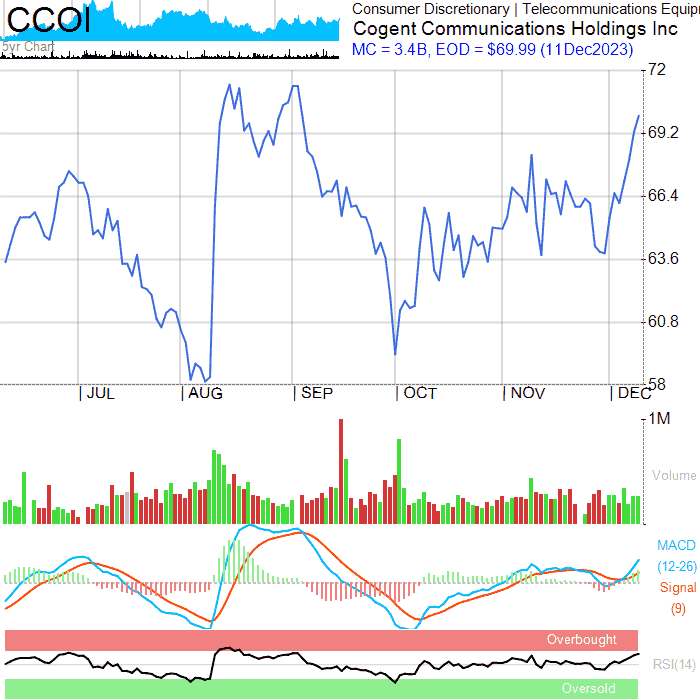 CCOI
5yr Chart
Consumer Discretionary | Telecommunications Equip
Cogent Communications Holdings Inc
MC = 3.4B, EOD = $69.99 (11Dec2023)
72
69.2
66.4
63.6
60.8
58
| JUL | AUG | SEP | OCT | NOV | DEC
1M
Volume
MACD
(12-26)
Signal
(9)
Overbought
RSI(14)
Oversold